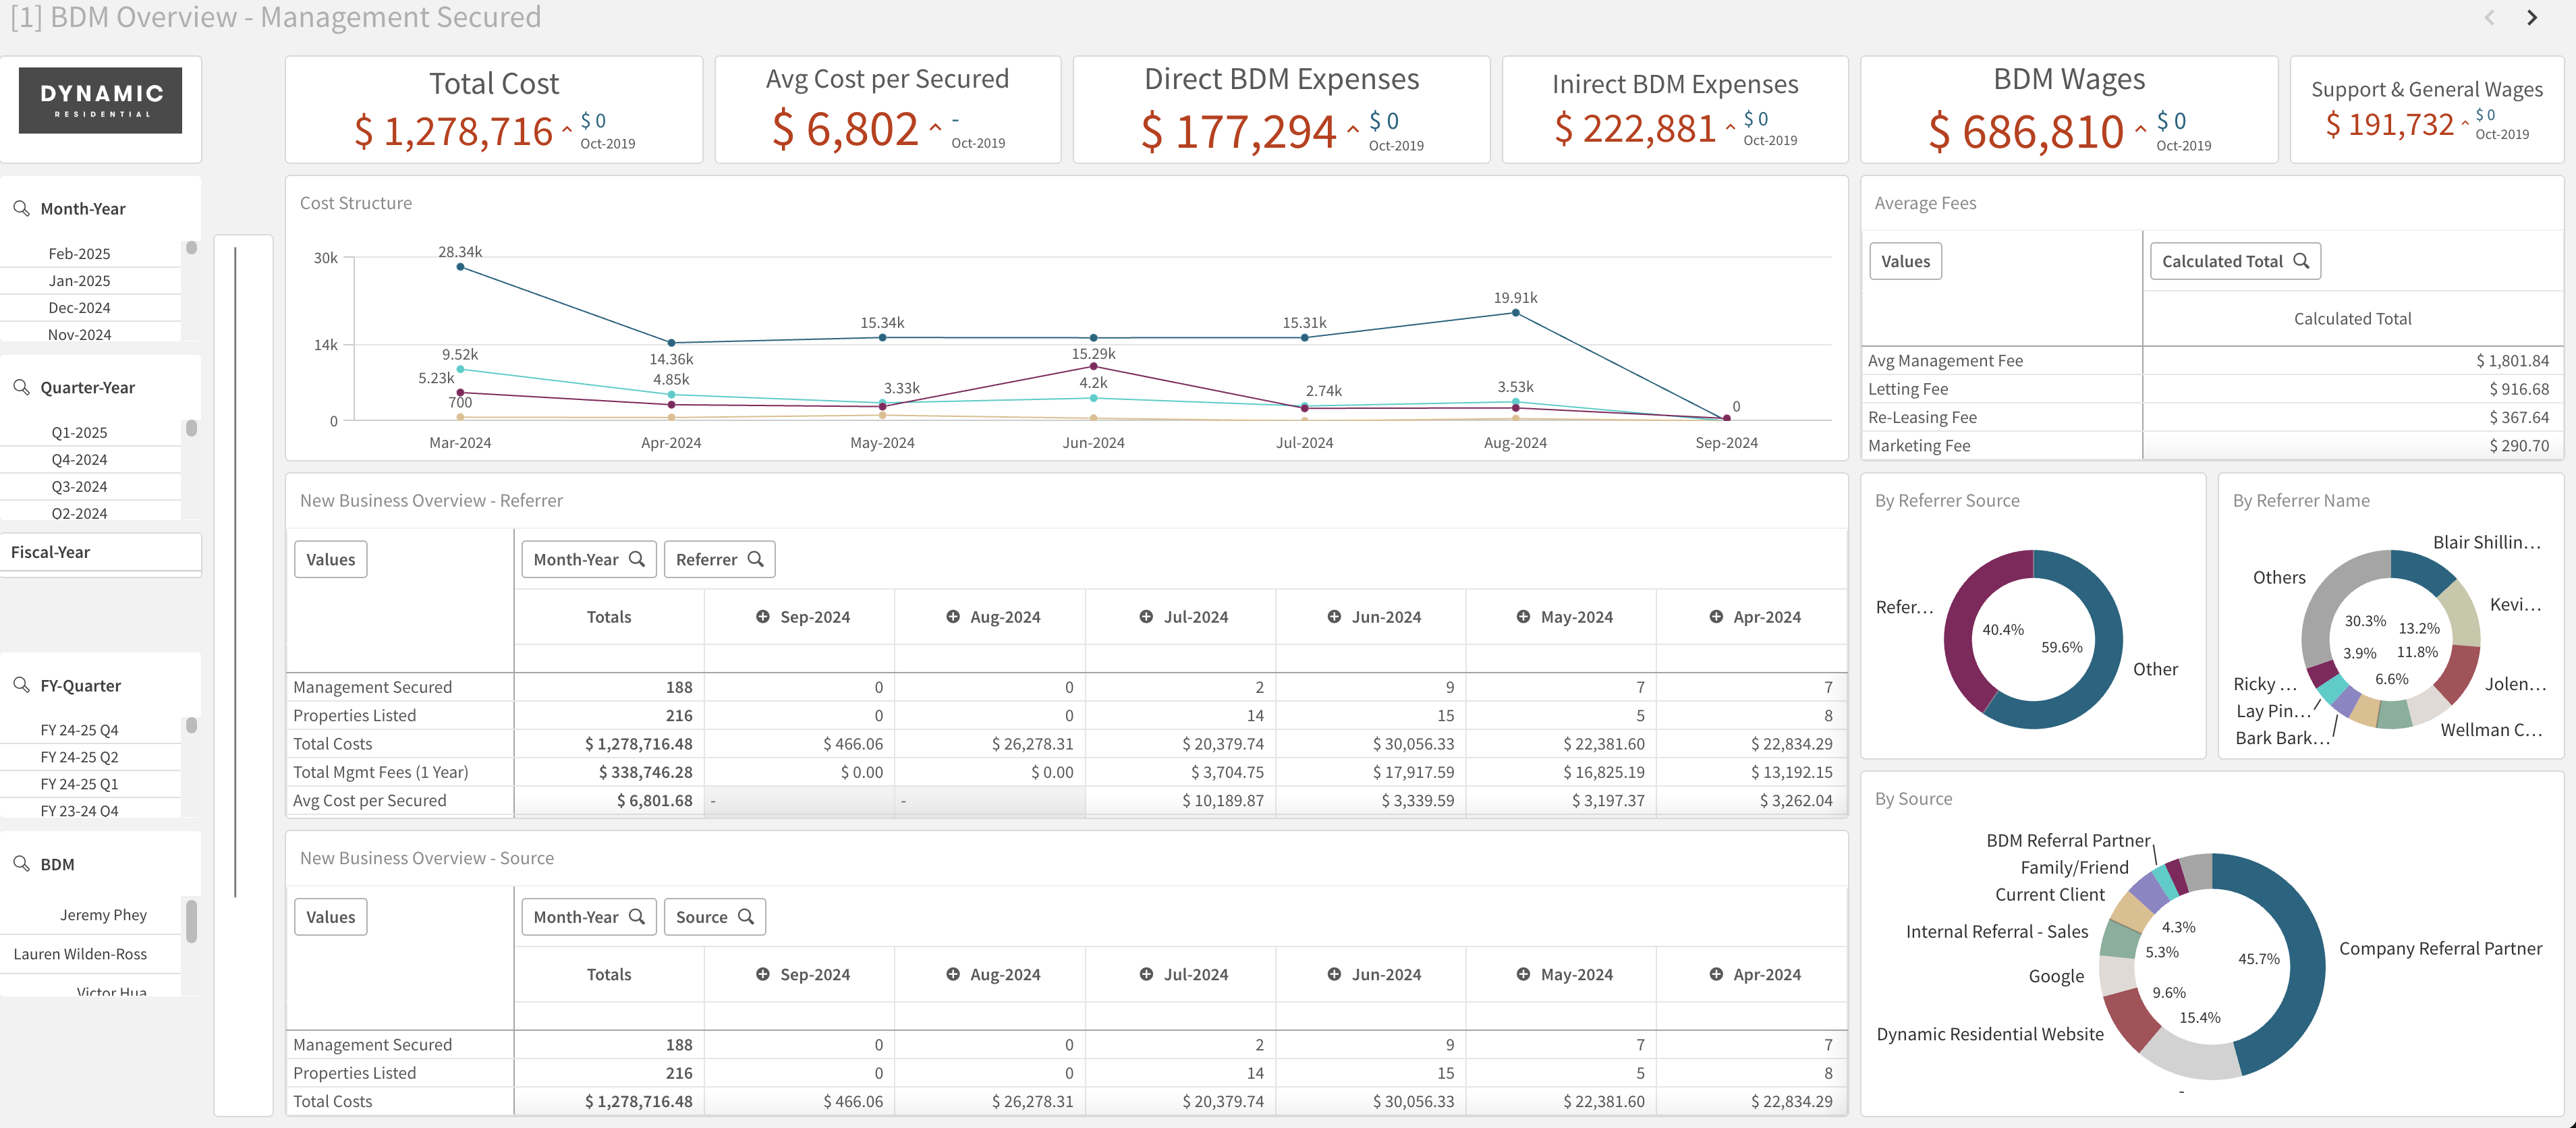 [1] BDM Overview - Management Secured
DYNAMIC
RESIDENTIAL
Total Cost
$ 1,278,716 $ 0
Oct-2019
Avg Cost per Secured
$ 6,802 -
Oct-2019
Direct BDM Expenses
$ 177,294 $ 0
Oct-2019
Inirect BDM Expenses
$ 222,881 $ 0
Oct-2019
BDM Wages
$ 686,810 $ 0
Oct-2019
Support & General Wages
$ 191,732 $ 0
Oct-2019
Month-Year
Feb-2025
Jan-2025
Dec-2024
Nov-2024
Quarter-Year
Q1-2025
Q4-2024
Q3-2024
Q2-2024
Fiscal-Year
FY-Quarter
FY 24-25 Q4
FY 24-25 Q2
FY 24-25 Q1
FY 23-24 Q4
BDM
Jeremy Phey
Lauren Wilden-Ross
Victor Hua
Cost Structure
30k
14k
0
28.34k
9.52k
5.23k
700
14.36k
4.85k
15.34k
3.33k
15.29k
4.2k
15.31k
2.74k
19.91k
3.53k
0
Mar-2024 Apr-2024 May-2024 Jun-2024 Jul-2024 Aug-2024 Sep-2024
Average Fees
Values Calculated Total
Calculated Total
Avg Management Fee $ 1,801.84
Letting Fee $ 916.68
Re-Leasing Fee $ 367.64
Marketing Fee $ 290.70
New Business Overview - Referrer
Values Month-Year Referrer
Totals Sep-2024 Aug-2024 Jul-2024 Jun-2024 May-2024 Apr-2024
Management Secured 188 0 0 2 9 7 7
Properties Listed 216 0 0 14 15 5 8
Total Costs $ 1,278,716.48 $ 466.06 $ 26,278.31 $ 20,379.74 $ 30,056.33 $ 22,381.60 $ 22,834.29
Total Mgmt Fees (1 Year) $ 338,746.28 $ 0.00 $ 0.00 $ 3,704.75 $ 17,917.59 $ 16,825.19 $ 13,192.15
Avg Cost per Secured $ 6,801.68 - - $ 10,189.87 $ 3,339.59 $ 3,197.37 $ 3,262.04
By Referrer Source
Refer...
40.4%
59.6%
Other
By Referrer Name
Blair Shillin...
Others
Kevi...
30.3%
13.2%
3.9%
11.8%
6.6%
Ricky ...
Jolen...
Lay Pin...
Wellman C...
Bark Bark...
New Business Overview - Source
Values Month-Year Source
Totals Sep-2024 Aug-2024 Jul-2024 Jun-2024 May-2024 Apr-2024
Management Secured 188 0 0 2 9 7 7
Properties Listed 216 0 0 14 15 5 8
Total Costs $ 1,278,716.48 $ 466.06 $ 26,278.31 $ 20,379.74 $ 30,056.33 $ 22,381.60 $ 22,834.29
By Source
BDM Referral Partner
Family/Friend
Current Client
Internal Referral - Sales
Google
Dynamic Residential Website
-
Company Referral Partner
4.3%
5.3%
9.6%
15.4%
45.7%